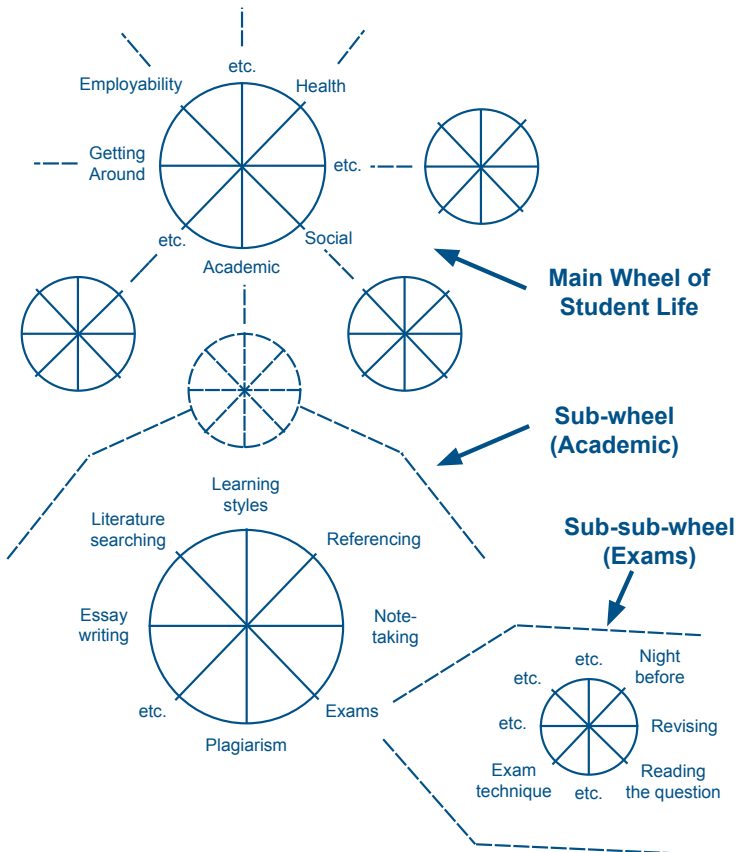 etc.
Employability
Health
Getting
Around
etc.
etc.
Social
Academic
Main Wheel of
Student Life
Sub-wheel
(Academic)
Learning
styles
Literature
searching
Referencing
Essay
writing
Note-
taking
etc.
Exams
Plagiarism
Sub-sub-wheel
(Exams)
etc.
Night
before
etc.
etc.
Revising
Exam
technique
Reading
the question
etc.